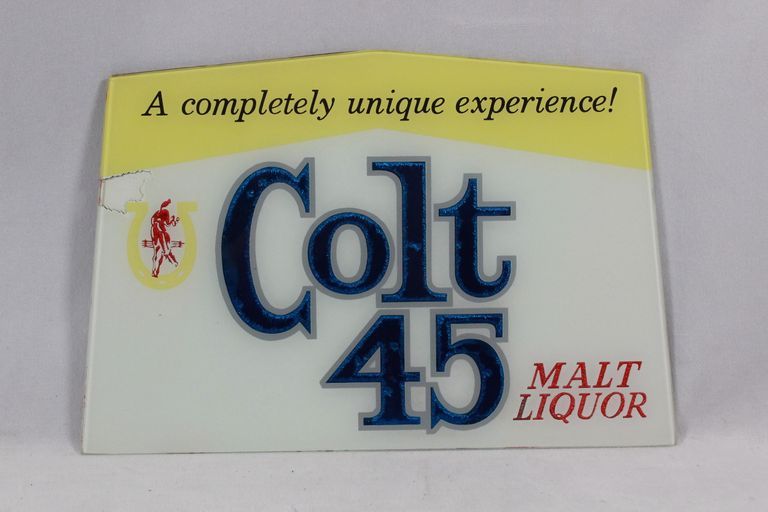 A completely unique experience!
Colt
45
MALT
LIQUOR